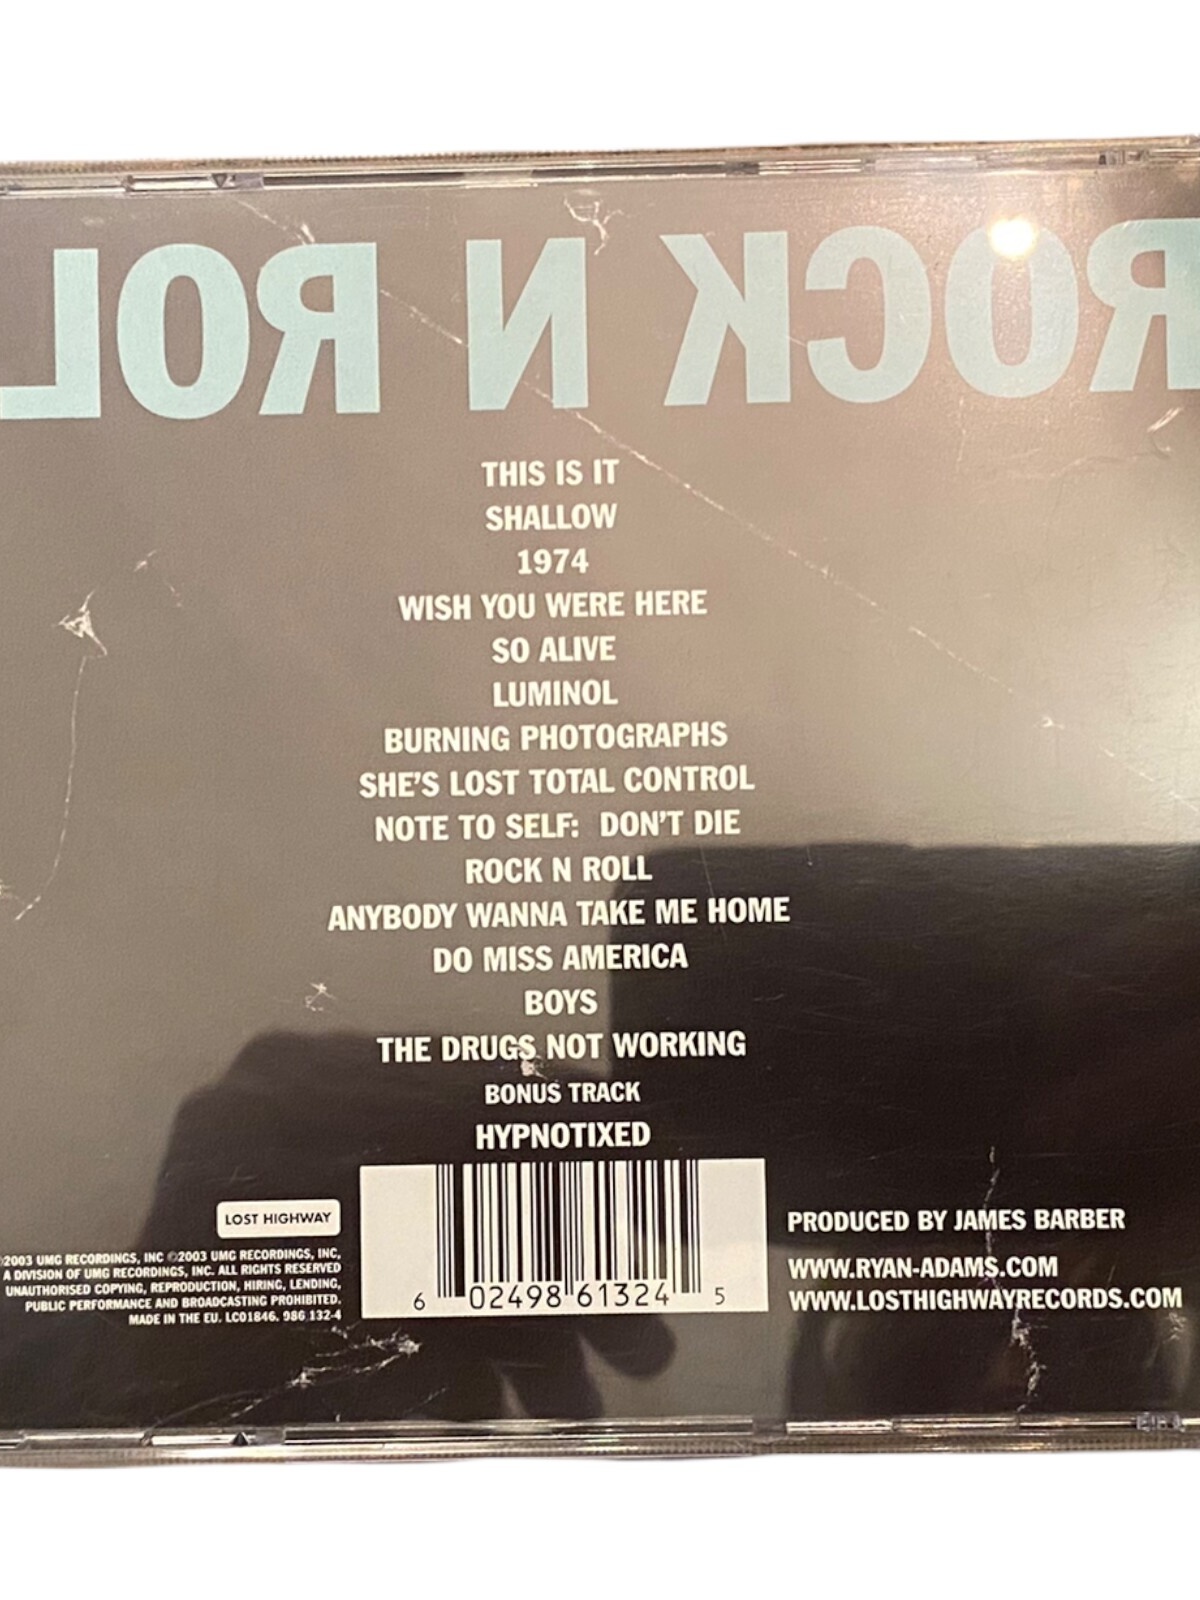 ROCK N ROL
THIS IS IT
SHALLOW
1974
WISH YOU WERE HERE
SO ALIVE
LUMINOL
BURNING PHOTOGRAPHS
SHE'S LOST TOTAL CONTROL
NOTE TO SELF: DON'T DIE
ROCK N ROLL
ANYBODY WANNA TAKE ME HOME
DO MISS AMERICA
BOYS
THE DRUGS NOT WORKING
BONUS TRACK
HYPNOTIXED
LOST HIGHWAY
2003 UMG RECORDINGS, INC ©2003 UMG RECORDINGS, INC,
A DIVISION OF UMG RECORDINGS, INC. ALL RIGHTS RESERVED
UNAUTHORISED COPYING, REPRODUCTION, HIRING, LENDING,
PUBLIC PERFORMANCE AND BROADCASTING PROHIBITED.
MADE IN THE EU. LC01846. 986 132-4
6 02498 61324 5
PRODUCED BY JAMES BARBER
WWW.RYAN-ADAMS.COM
WWW.LOSTHIGHWAYRECORDS.COM